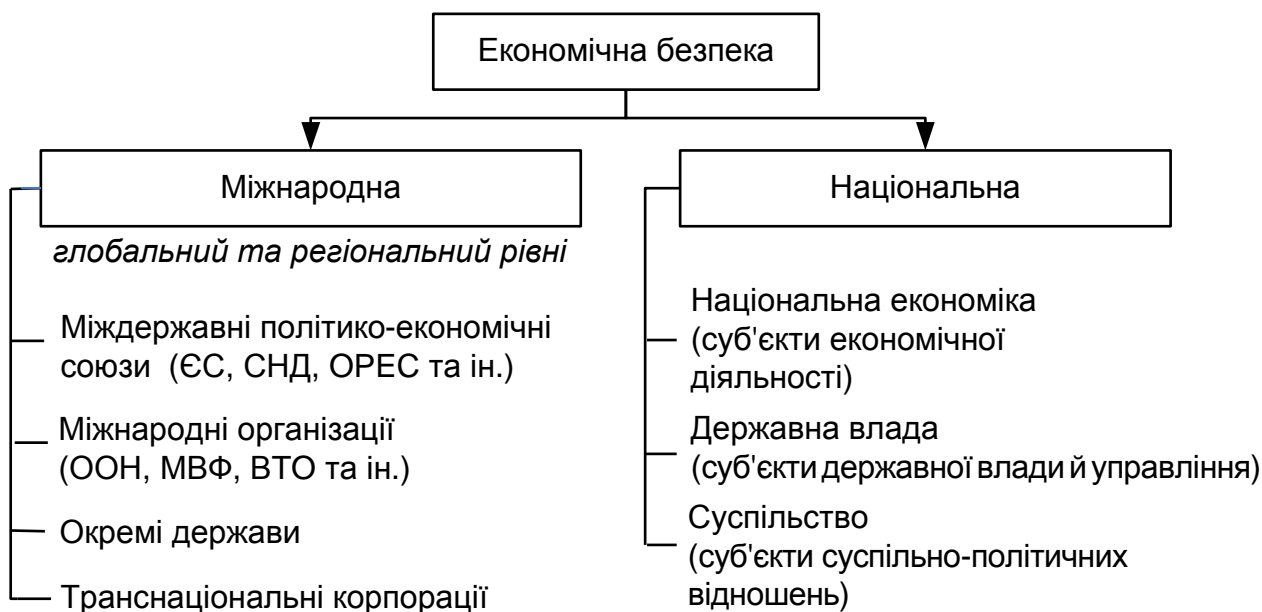 Економічна безпека
Міжнародна
глобальний та регіональний рівні
Міждержавні політико-економічні
союзи (ЄС, СНД, ОРЕС та ін.)
Міжнародні організації
(ООН, МВФ, ВТО та ін.)
Окремі держави
Транснаціональні корпорації
Національна
Національна економіка
(суб'єкти економічної
діяльності)
Державна влада
(суб'єкти державної влади й управління)
Суспільство
(суб'єкти суспільно-політичних
відношень)